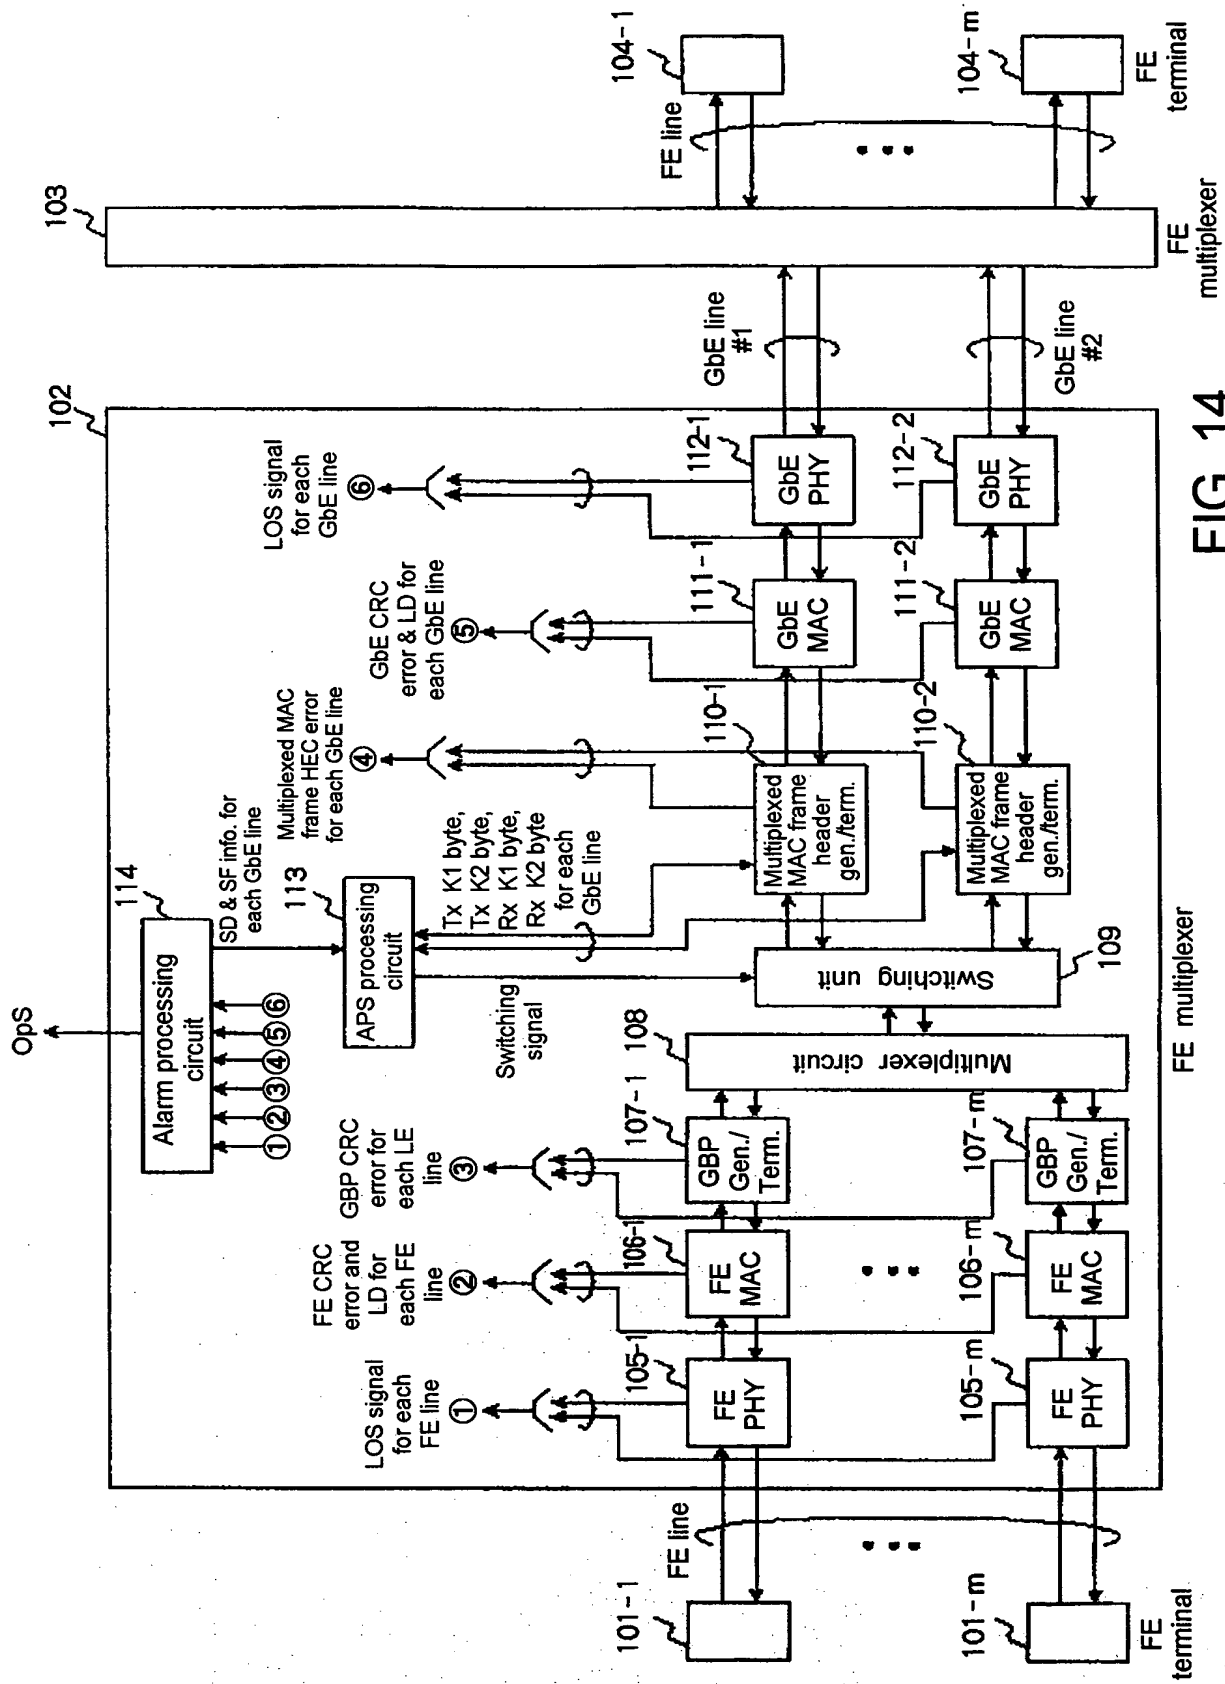 OpS
114
Alarm processing
circuit
①②③④⑤⑥
SD & SF info. for
each GbE line
113
APS processing
circuit
Switching
signal
Tx K1 byte,
Tx K2 byte,
Rx K1 byte,
Rx K2 byte
for each
GbE line
LOS signal
for each
FE line
①
FE CRC
error and
LD for
each FE
line
②
GBP CRC
error for
each LE
line
③
Multiplexed MAC
frame HEC error
for each GbE line
④
GbE CRC
error & LD for
each GbE line
⑤
LOS signal
for each
GbE line
⑥
102
103
101-1
FE line
105-1
FE
PHY
106-1
FE
MAC
107-1
GBP
Gen./
Term.
108
Multiplexer circuit
Switching unit
109
110-1
Multiplexed
MAC frame
header
gen./term.
111-1
GbE
MAC
112-1
GbE
PHY
GbE line
#1
FE line
104-1
101-m
FE
terminal
105-m
FE
PHY
106-m
FE
MAC
107-m
GBP
Gen./
Term.
110-2
Multiplexed
MAC frame
header
gen./term.
111-2
GbE
MAC
112-2
GbE
PHY
GbE line
#2
104-m
FE
terminal
FE multiplexer
FE
multiplexer
FIG. 14